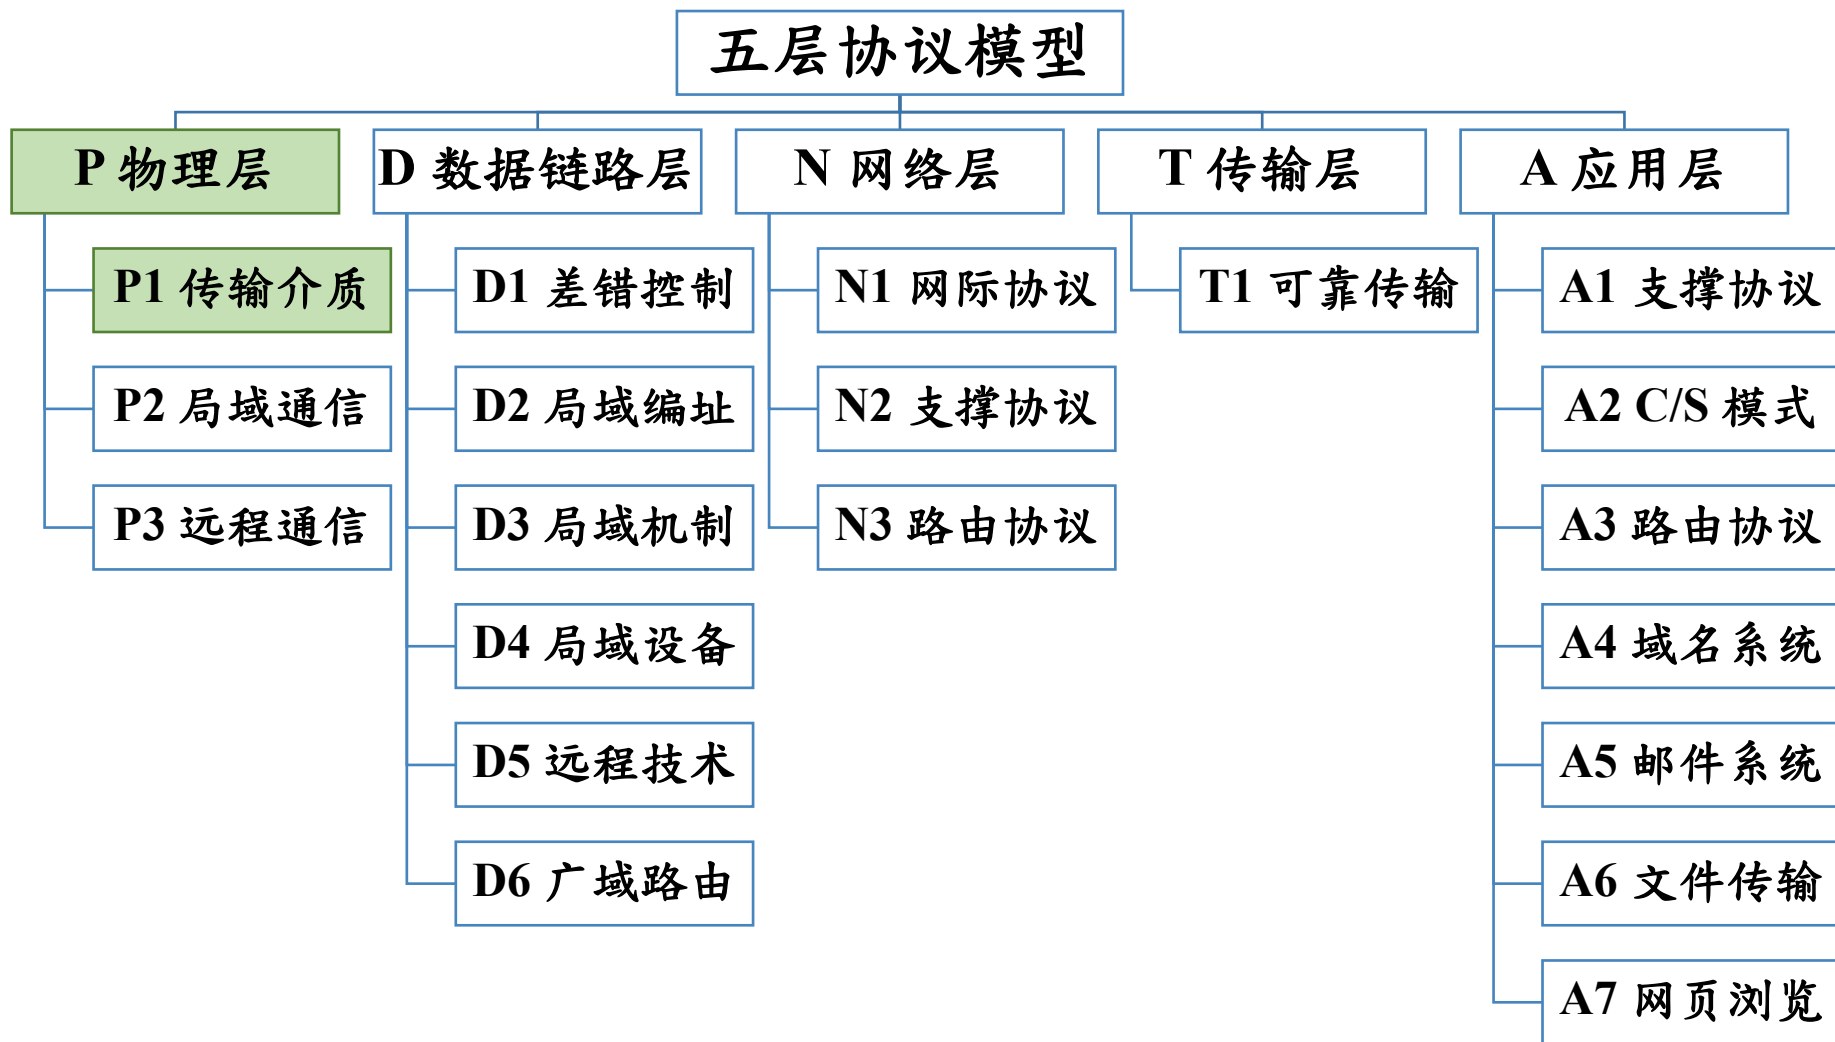 五层协议模型
P 物理层
P1 传输介质
P2 局域通信
P3 远程通信
D 数据链路层
D1 差错控制
D2 局域编址
D3 局域机制
D4 局域设备
D5 远程技术
D6 广域路由
N 网络层
N1 网际协议
N2 支撑协议
N3 路由协议
T 传输层
T1 可靠传输
A 应用层
A1 支撑协议
A2 C/S 模式
A3 路由协议
A4 域名系统
A5 邮件系统
A6 文件传输
A7 网页浏览